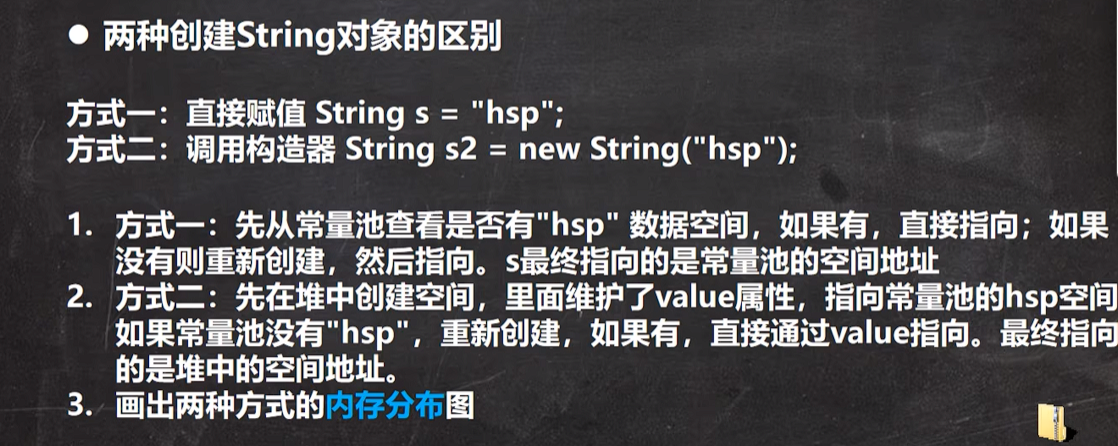 ● 两种创建String对象的区别
方式一：直接赋值 String s = "hsp";
方式二：调用构造器 String s2 = new String("hsp");
1. 方式一：先从常量池查看是否有"hsp" 数据空间，如果有，直接指向；如果
没有则重新创建，然后指向。s最终指向的是常量池的空间地址
2. 方式二：先在堆中创建空间，里面维护了value属性，指向常量池的hsp空间
如果常量池没有"hsp"，重新创建，如果有，直接通过value指向。最终指向
的是堆中的空间地址。
3. 画出两种方式的内存分布图